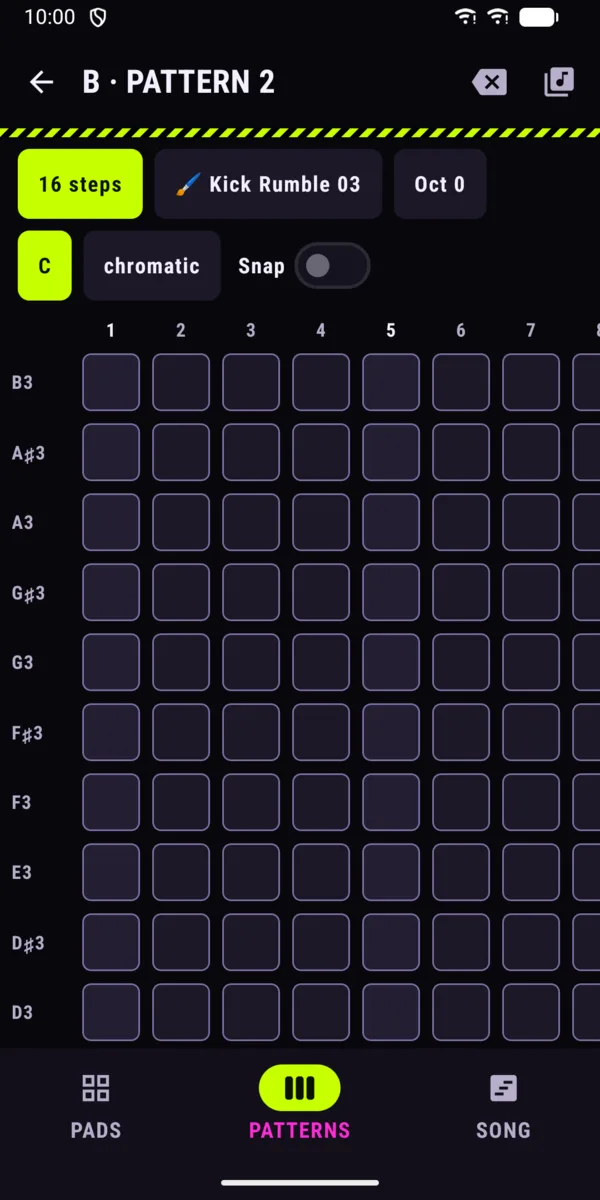 10:00
B · PATTERN 2
16 steps
🖌️ Kick Rumble 03
Oct 0
C
chromatic
Snap
1 2 3 4 5 6 7
B3
A♯3
A3
G♯3
G3
F♯3
F3
E3
D♯3
D3
PADS
PATTERNS
SONG